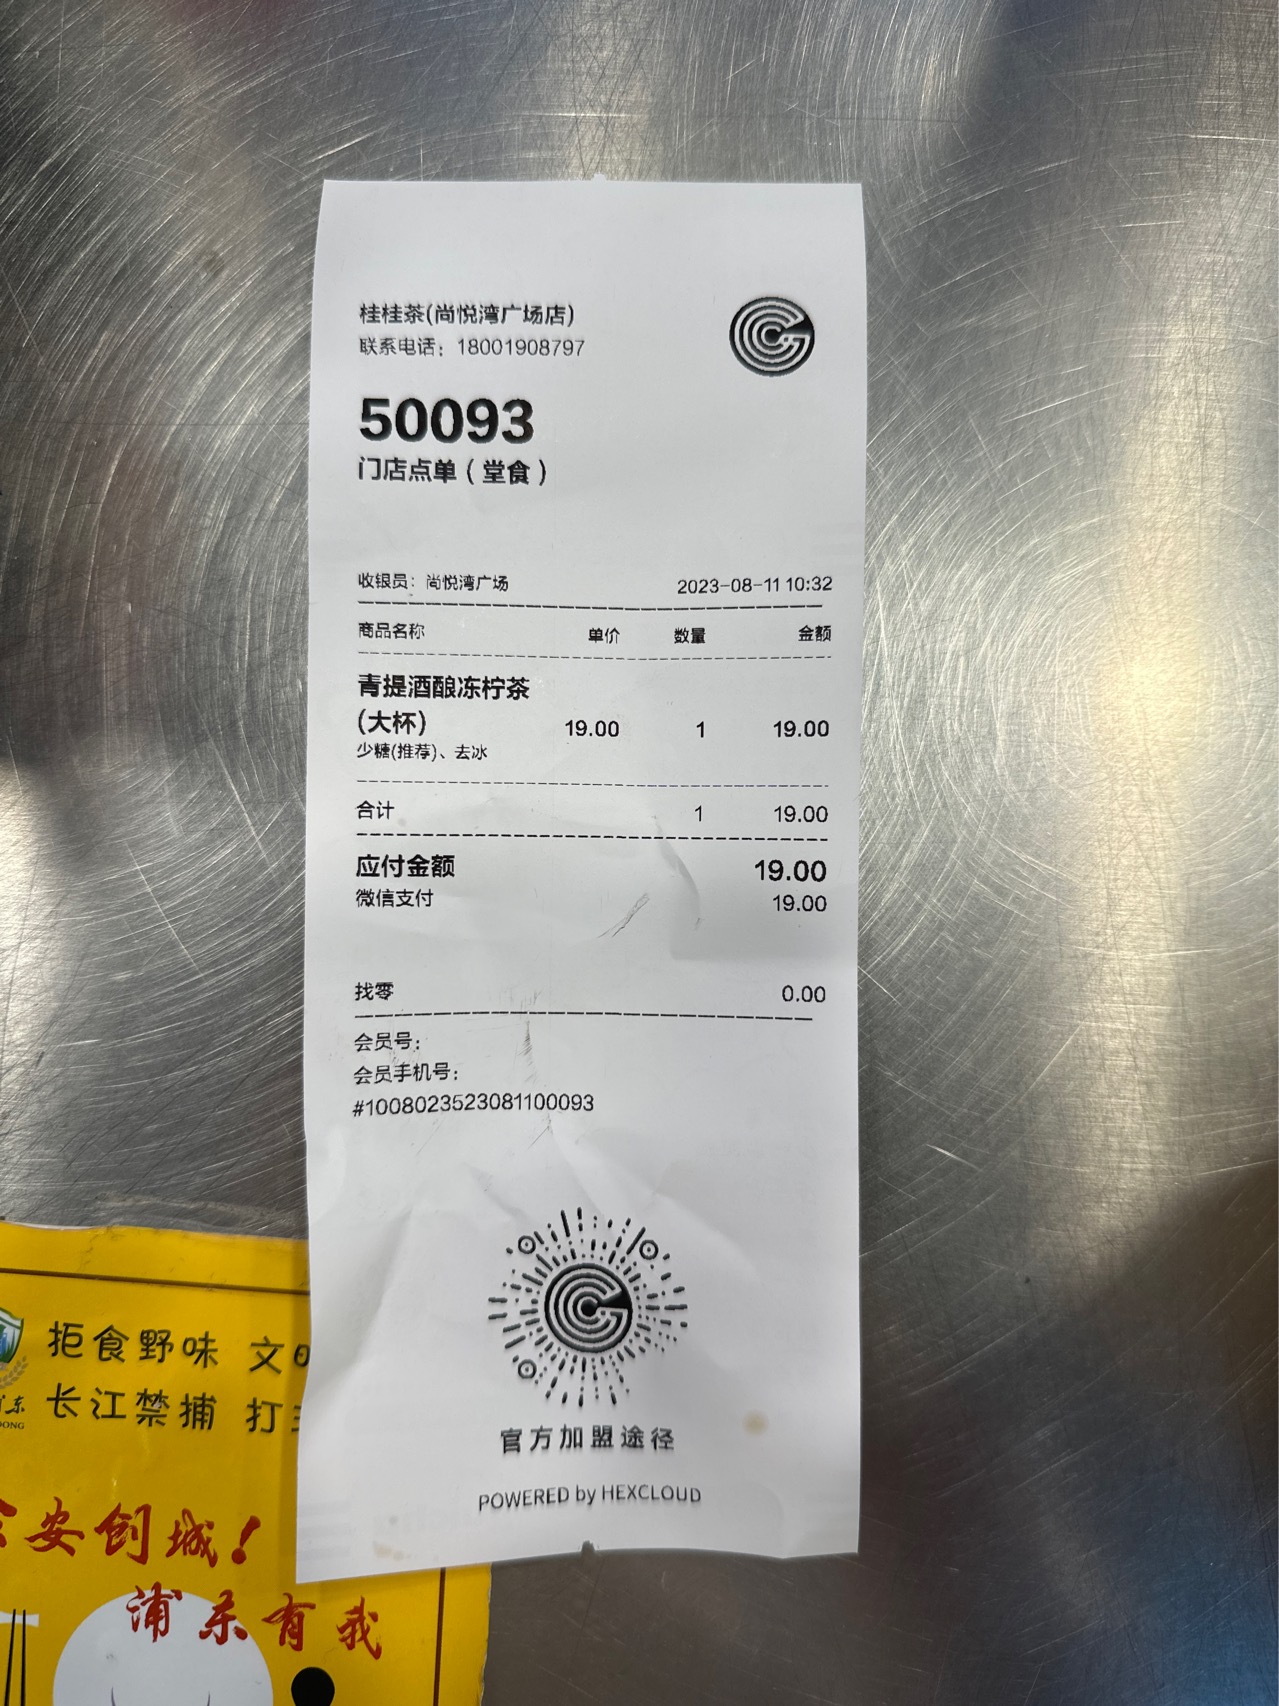 桂桂茶(尚悦湾广场店)
联系电话：18001908797
50093
门店点单（堂食）
收银员：尚悦湾广场 2023-08-11 10:32
商品名称 单价 数量 金额
青提酒酿冻柠茶
(大杯) 19.00 1 19.00
少糖(推荐)、去冰
合计 1 19.00
应付金额 19.00
微信支付 19.00
找零 0.00
会员号：
会员手机号：
#1008023523081100093
官方加盟途径
POWERED by HEXCLOUD
拒食野味 文
长江禁捕 打
安创城！
浦东有我